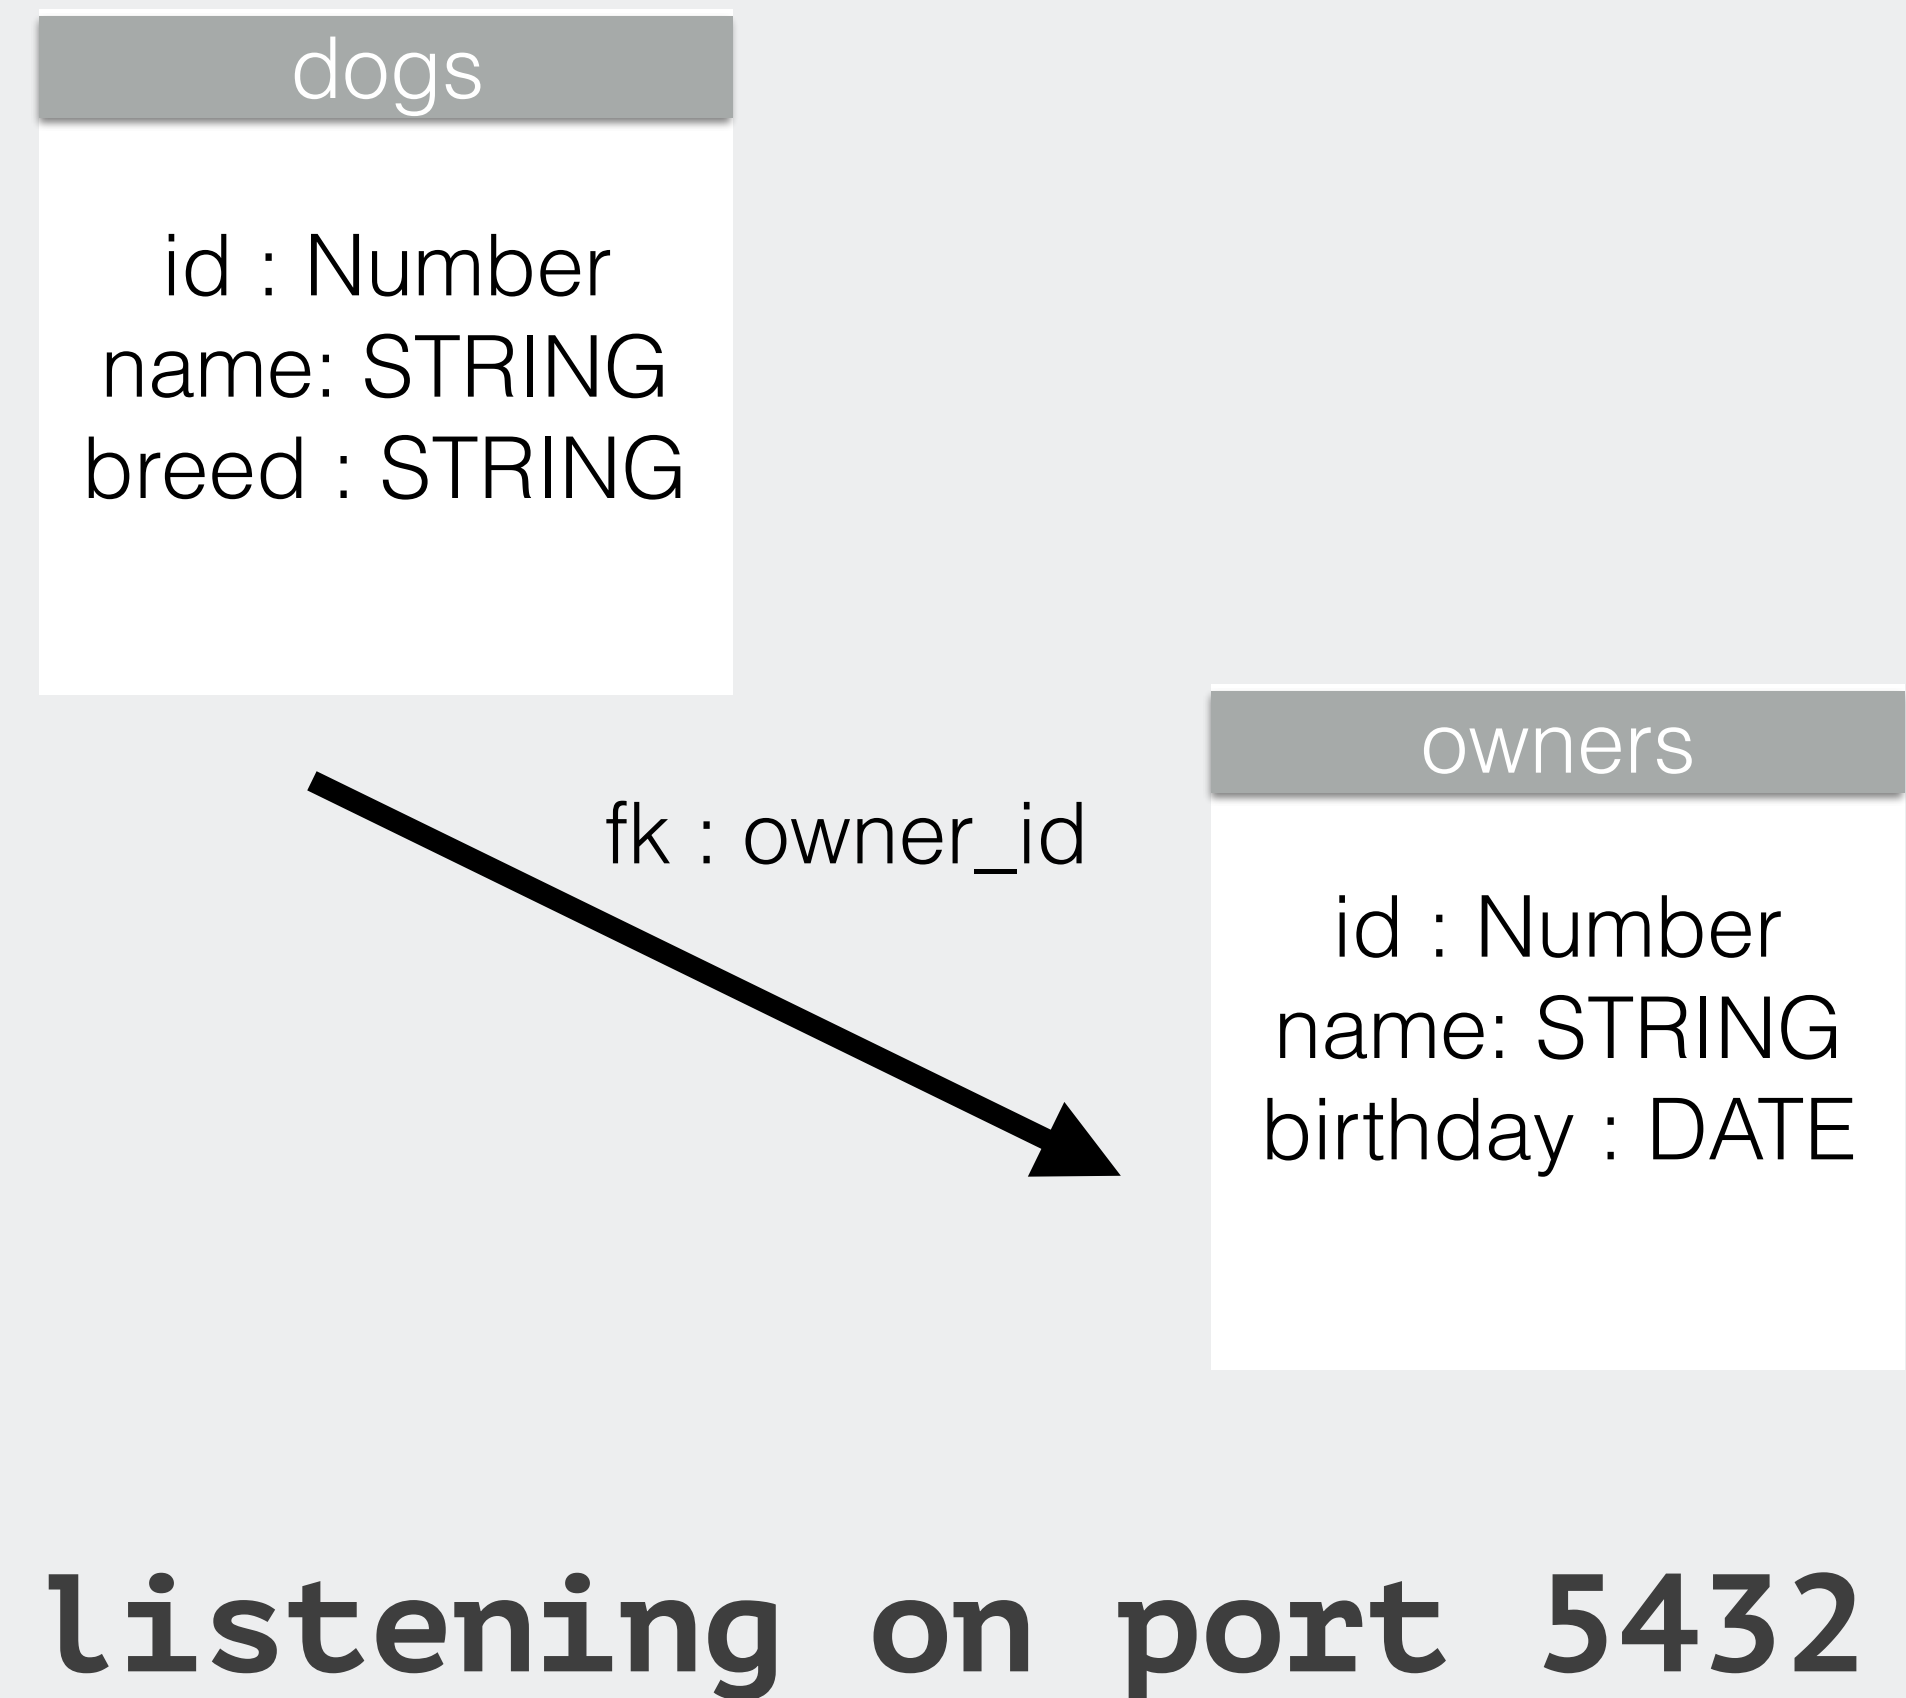 dogs
id : Number
name: STRING
breed : STRING
fk : owner_id
owners
id : Number
name: STRING
birthday : DATE
listening on port 5432